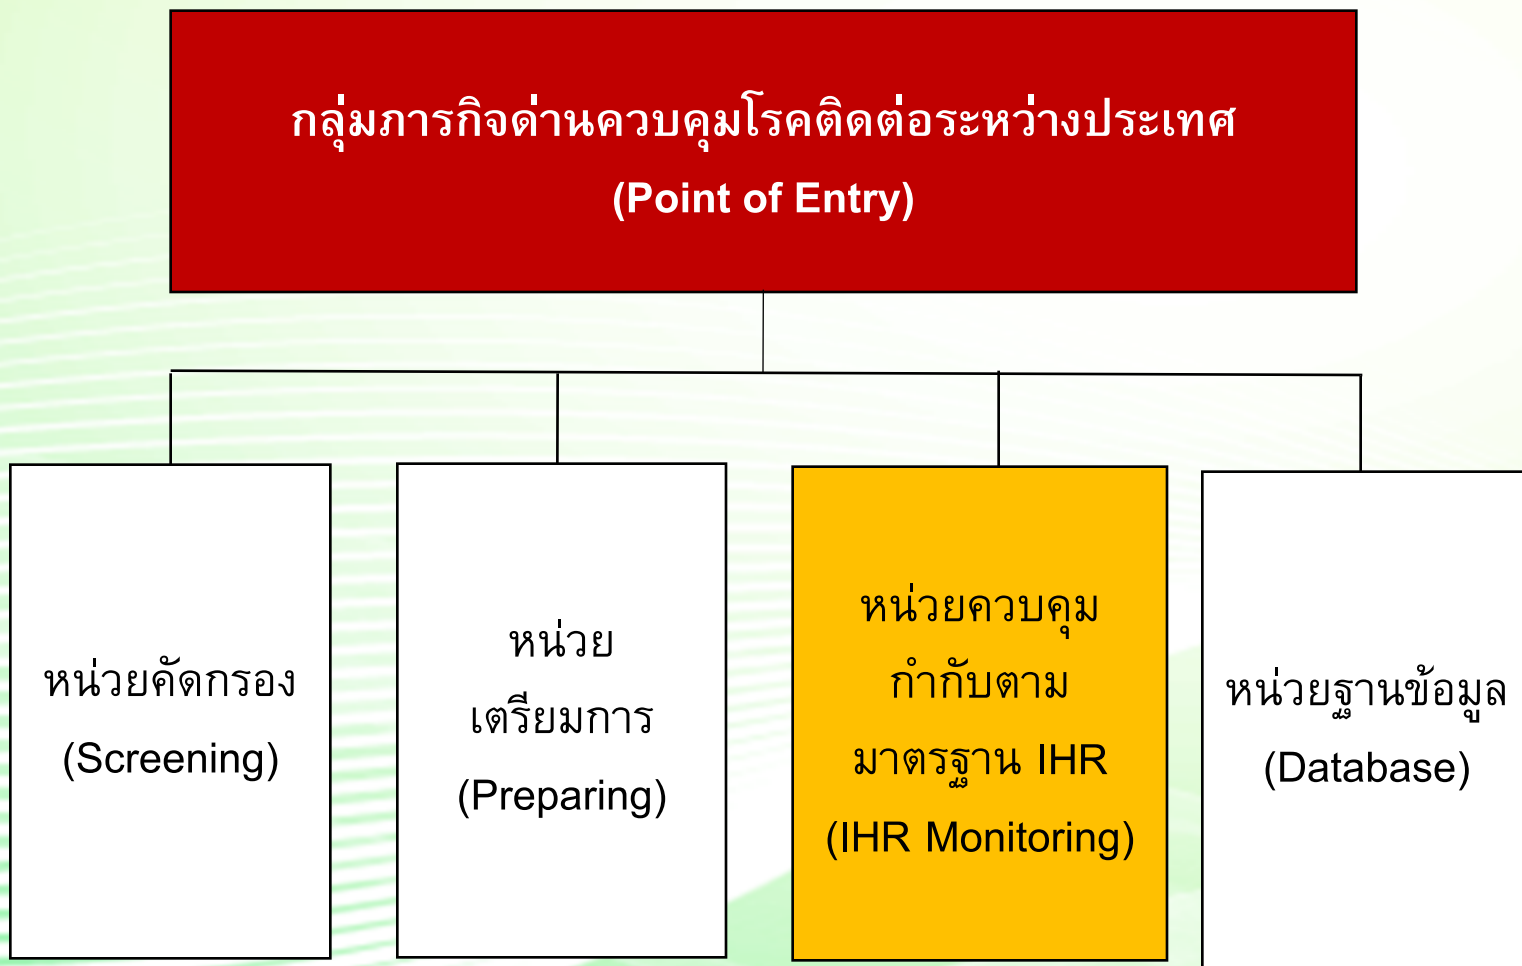 กลุ่มภารกิจด่านควบคุมโรคติดต่อระหว่างประเทศ
(Point of Entry)
หน่วยคัดกรอง
(Screening)
หน่วย
เตรียมการ
(Preparing)
หน่วยควบคุม
กำกับตาม
มาตรฐาน IHR
(IHR Monitoring)
หน่วยฐานข้อมูล
(Database)